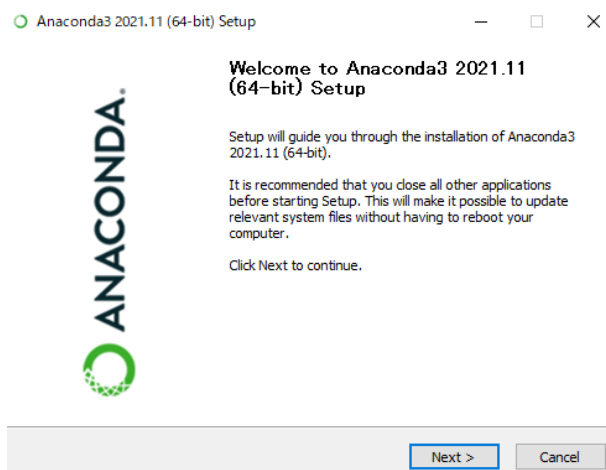 Anaconda3 2021.11 (64-bit) Setup
Welcome to Anaconda3 2021.11
(64-bit) Setup
ANACONDA.
Setup will guide you through the installation of Anaconda3
2021.11 (64-bit).
It is recommended that you close all other applications
before starting Setup. This will make it possible to update
relevant system files without having to reboot your
computer.
Click Next to continue.
Next >
Cancel